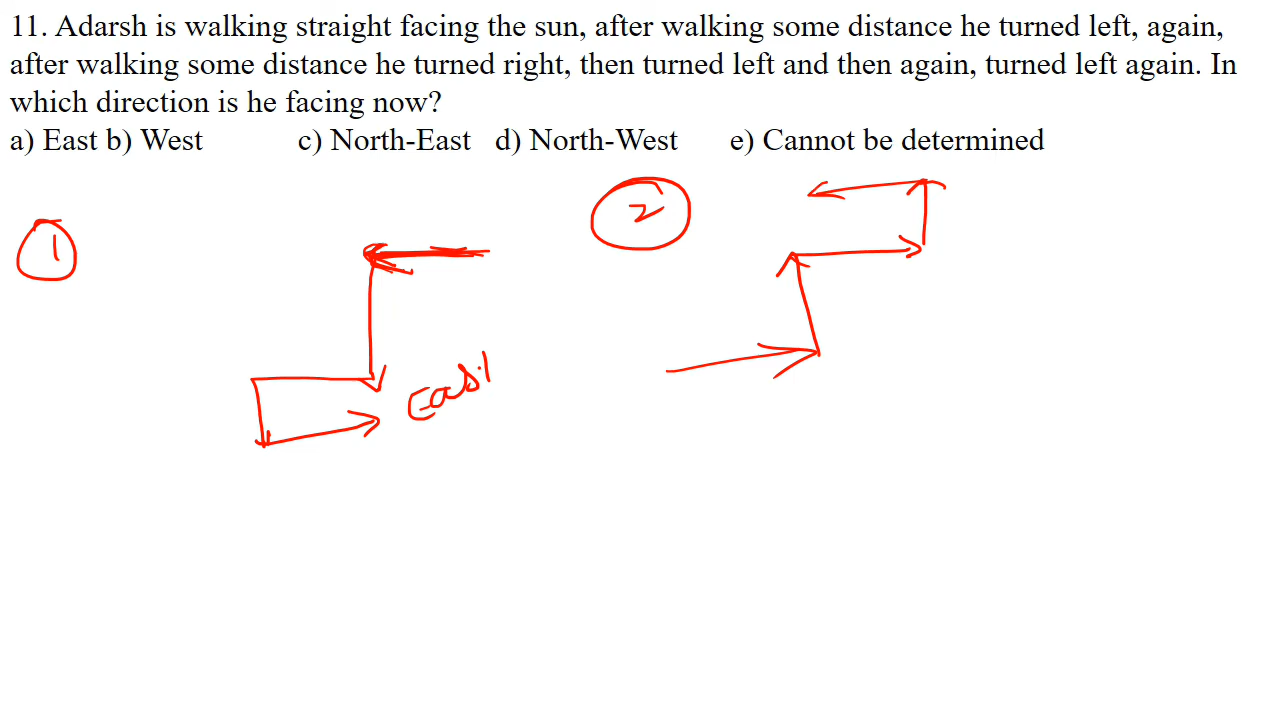 11. Adarsh is walking straight facing the sun, after walking some distance he turned left, again,
after walking some distance he turned right, then turned left and then again, turned left again. In
which direction is he facing now?
a) East b) West c) North-East d) North-West e) Cannot be determined
1
2
East